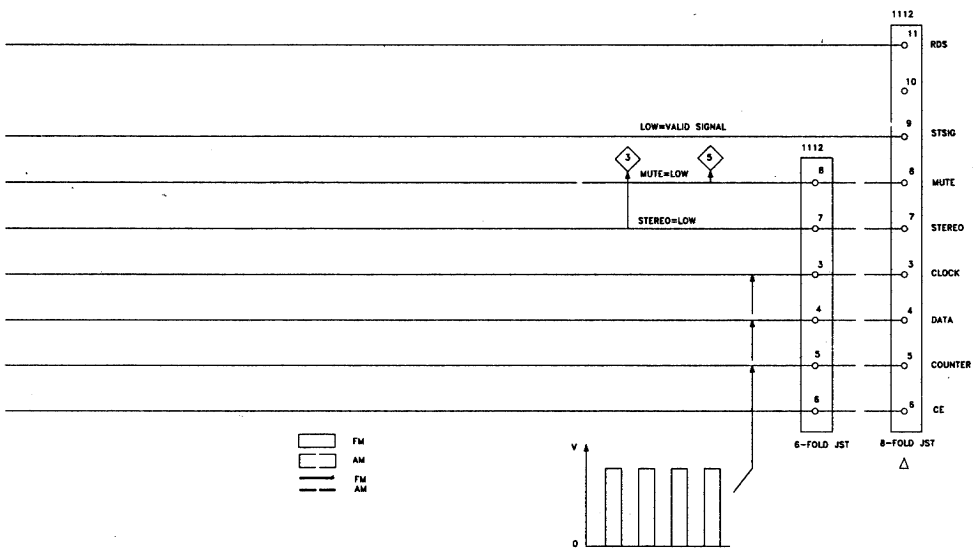 1112
11
RDS
10
9
LOW=VALID SIGNAL
STSIG
1112
3
5
MUTE=LOW
8
8
MUTE
STEREO=LOW
7
7
STEREO
3
3
CLOCK
4
4
DATA
5
5
COUNTER
6
6
CE
6-FOLD JST
8-FOLD JST
FM
AM
FM
AM
V
0